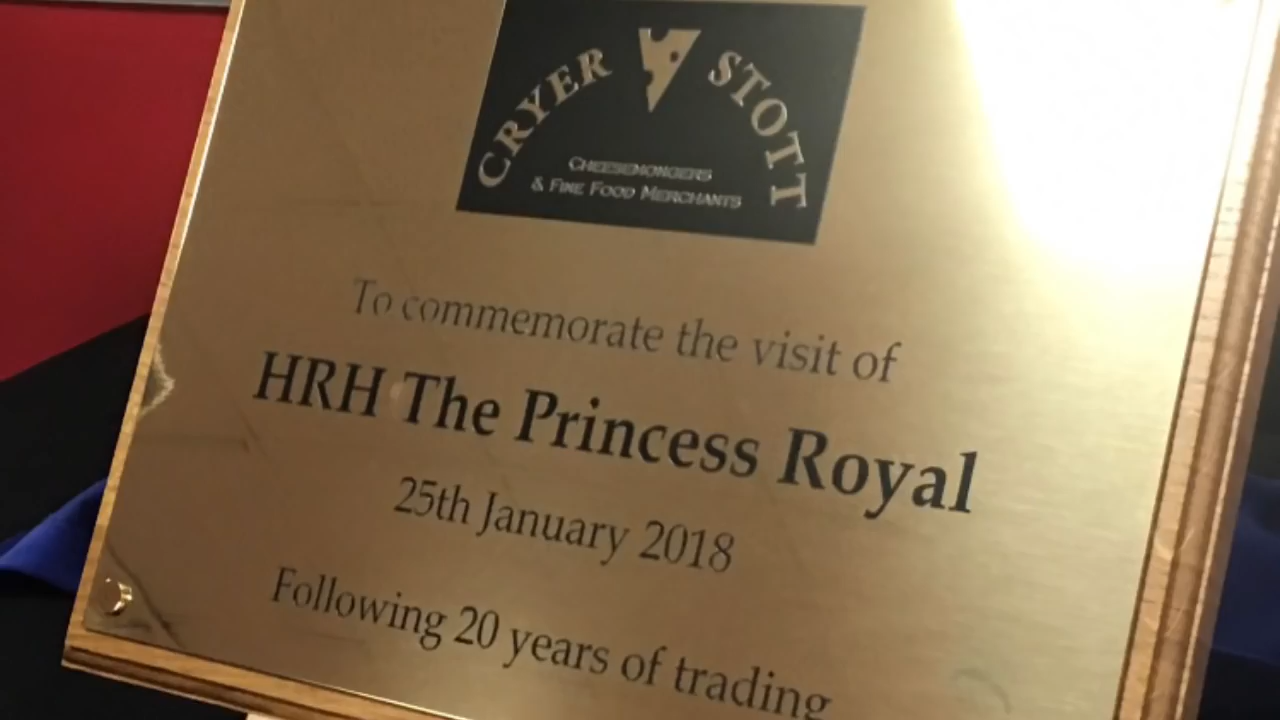 CRYER STOTT
CHEESEMONGERS
& FINE FOOD MERCHANTS
To commemorate the visit of
HRH The Princess Royal
25th January 2018
Following 20 years of trading